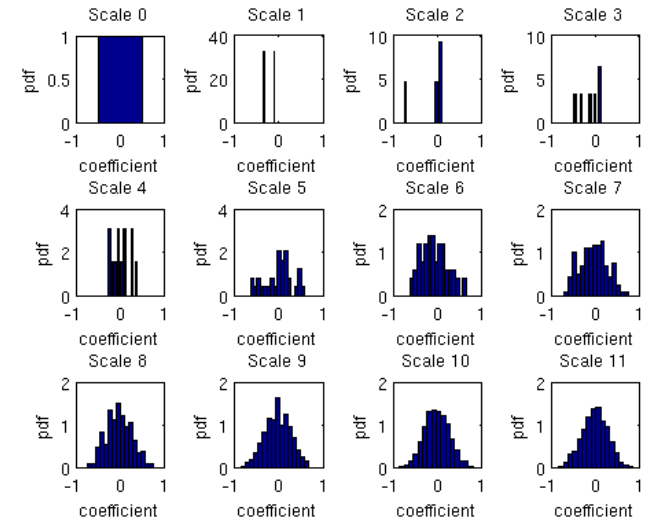 Scale 0 Scale 1 Scale 2 Scale 3
1 40 10 10
pdf 0.5 pdf 20 pdf 5 pdf 5
0 0 0 0
-1 0 1 -1 0 1 -1 0 1 -1 0 1
coefficient coefficient coefficient coefficient
Scale 4 Scale 5 Scale 6 Scale 7
4 4 2 2
pdf 2 pdf 2 pdf 1 pdf 1
0 0 0 0
-1 0 1 -1 0 1 -1 0 1 -1 0 1
coefficient coefficient coefficient coefficient
Scale 8 Scale 9 Scale 10 Scale 11
2 2 2 2
pdf 1 pdf 1 pdf 1 pdf 1
0 0 0 0
-1 0 1 -1 0 1 -1 0 1 -1 0 1
coefficient coefficient coefficient coefficient